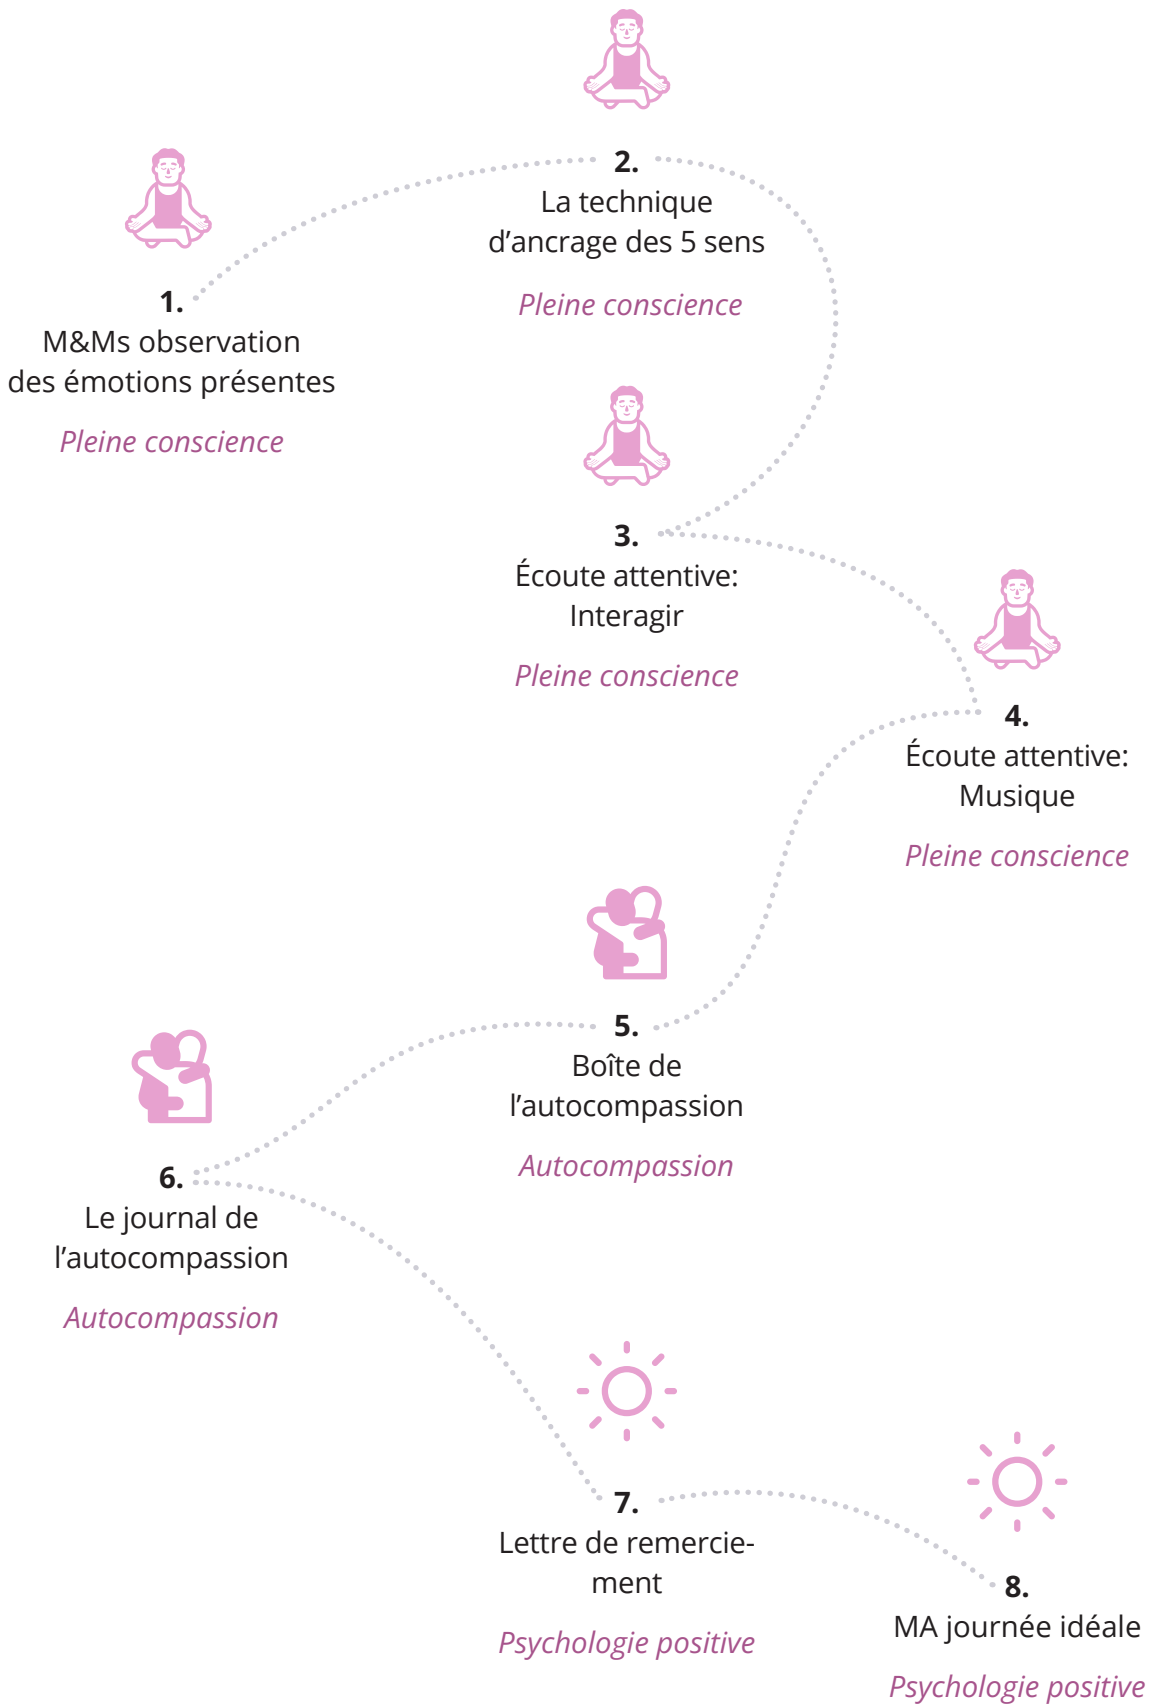 1.
M&Ms observation
des émotions présentes
Pleine conscience
2.
La technique
d’ancrage des 5 sens
Pleine conscience
3.
Écoute attentive:
Interagir
Pleine conscience
4.
Écoute attentive:
Musique
Pleine conscience
5.
Boîte de
l’autocompassion
Autocompassion
6.
Le journal de
l’autocompassion
Autocompassion
7.
Lettre de remercie-
ment
Psychologie positive
8.
MA journée idéale
Psychologie positive